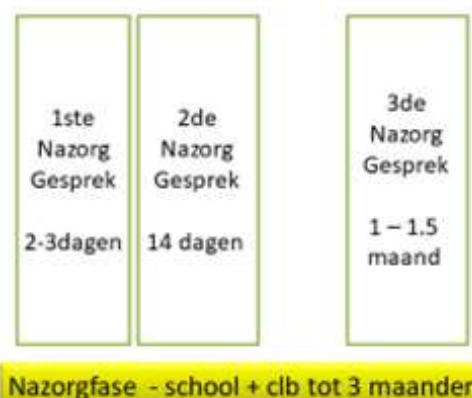 1ste
Nazorg
Gesprek
2-3dagen
2de
Nazorg
Gesprek
14 dagen
3de
Nazorg
Gesprek
1 – 1.5
maand
Nazorgfase - school + clb tot 3 maanden